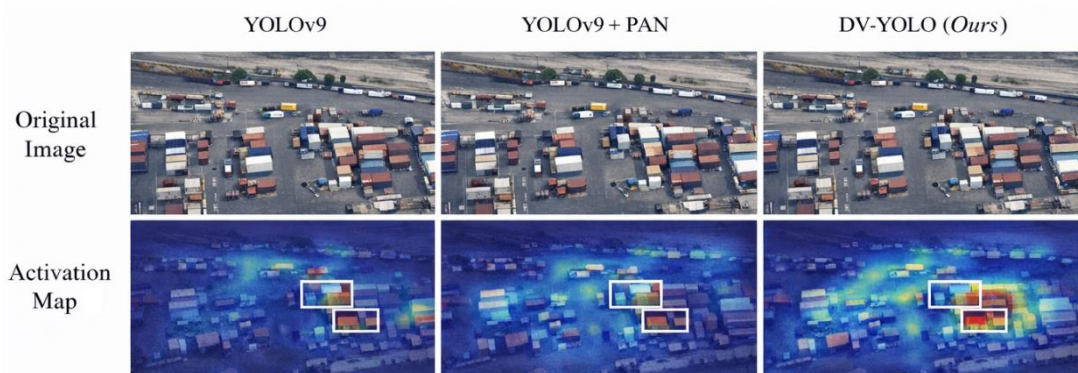 YOLOv9
YOLOv9 + PAN
DV-YOLO (Ours)
Original
Image
Activation
Map